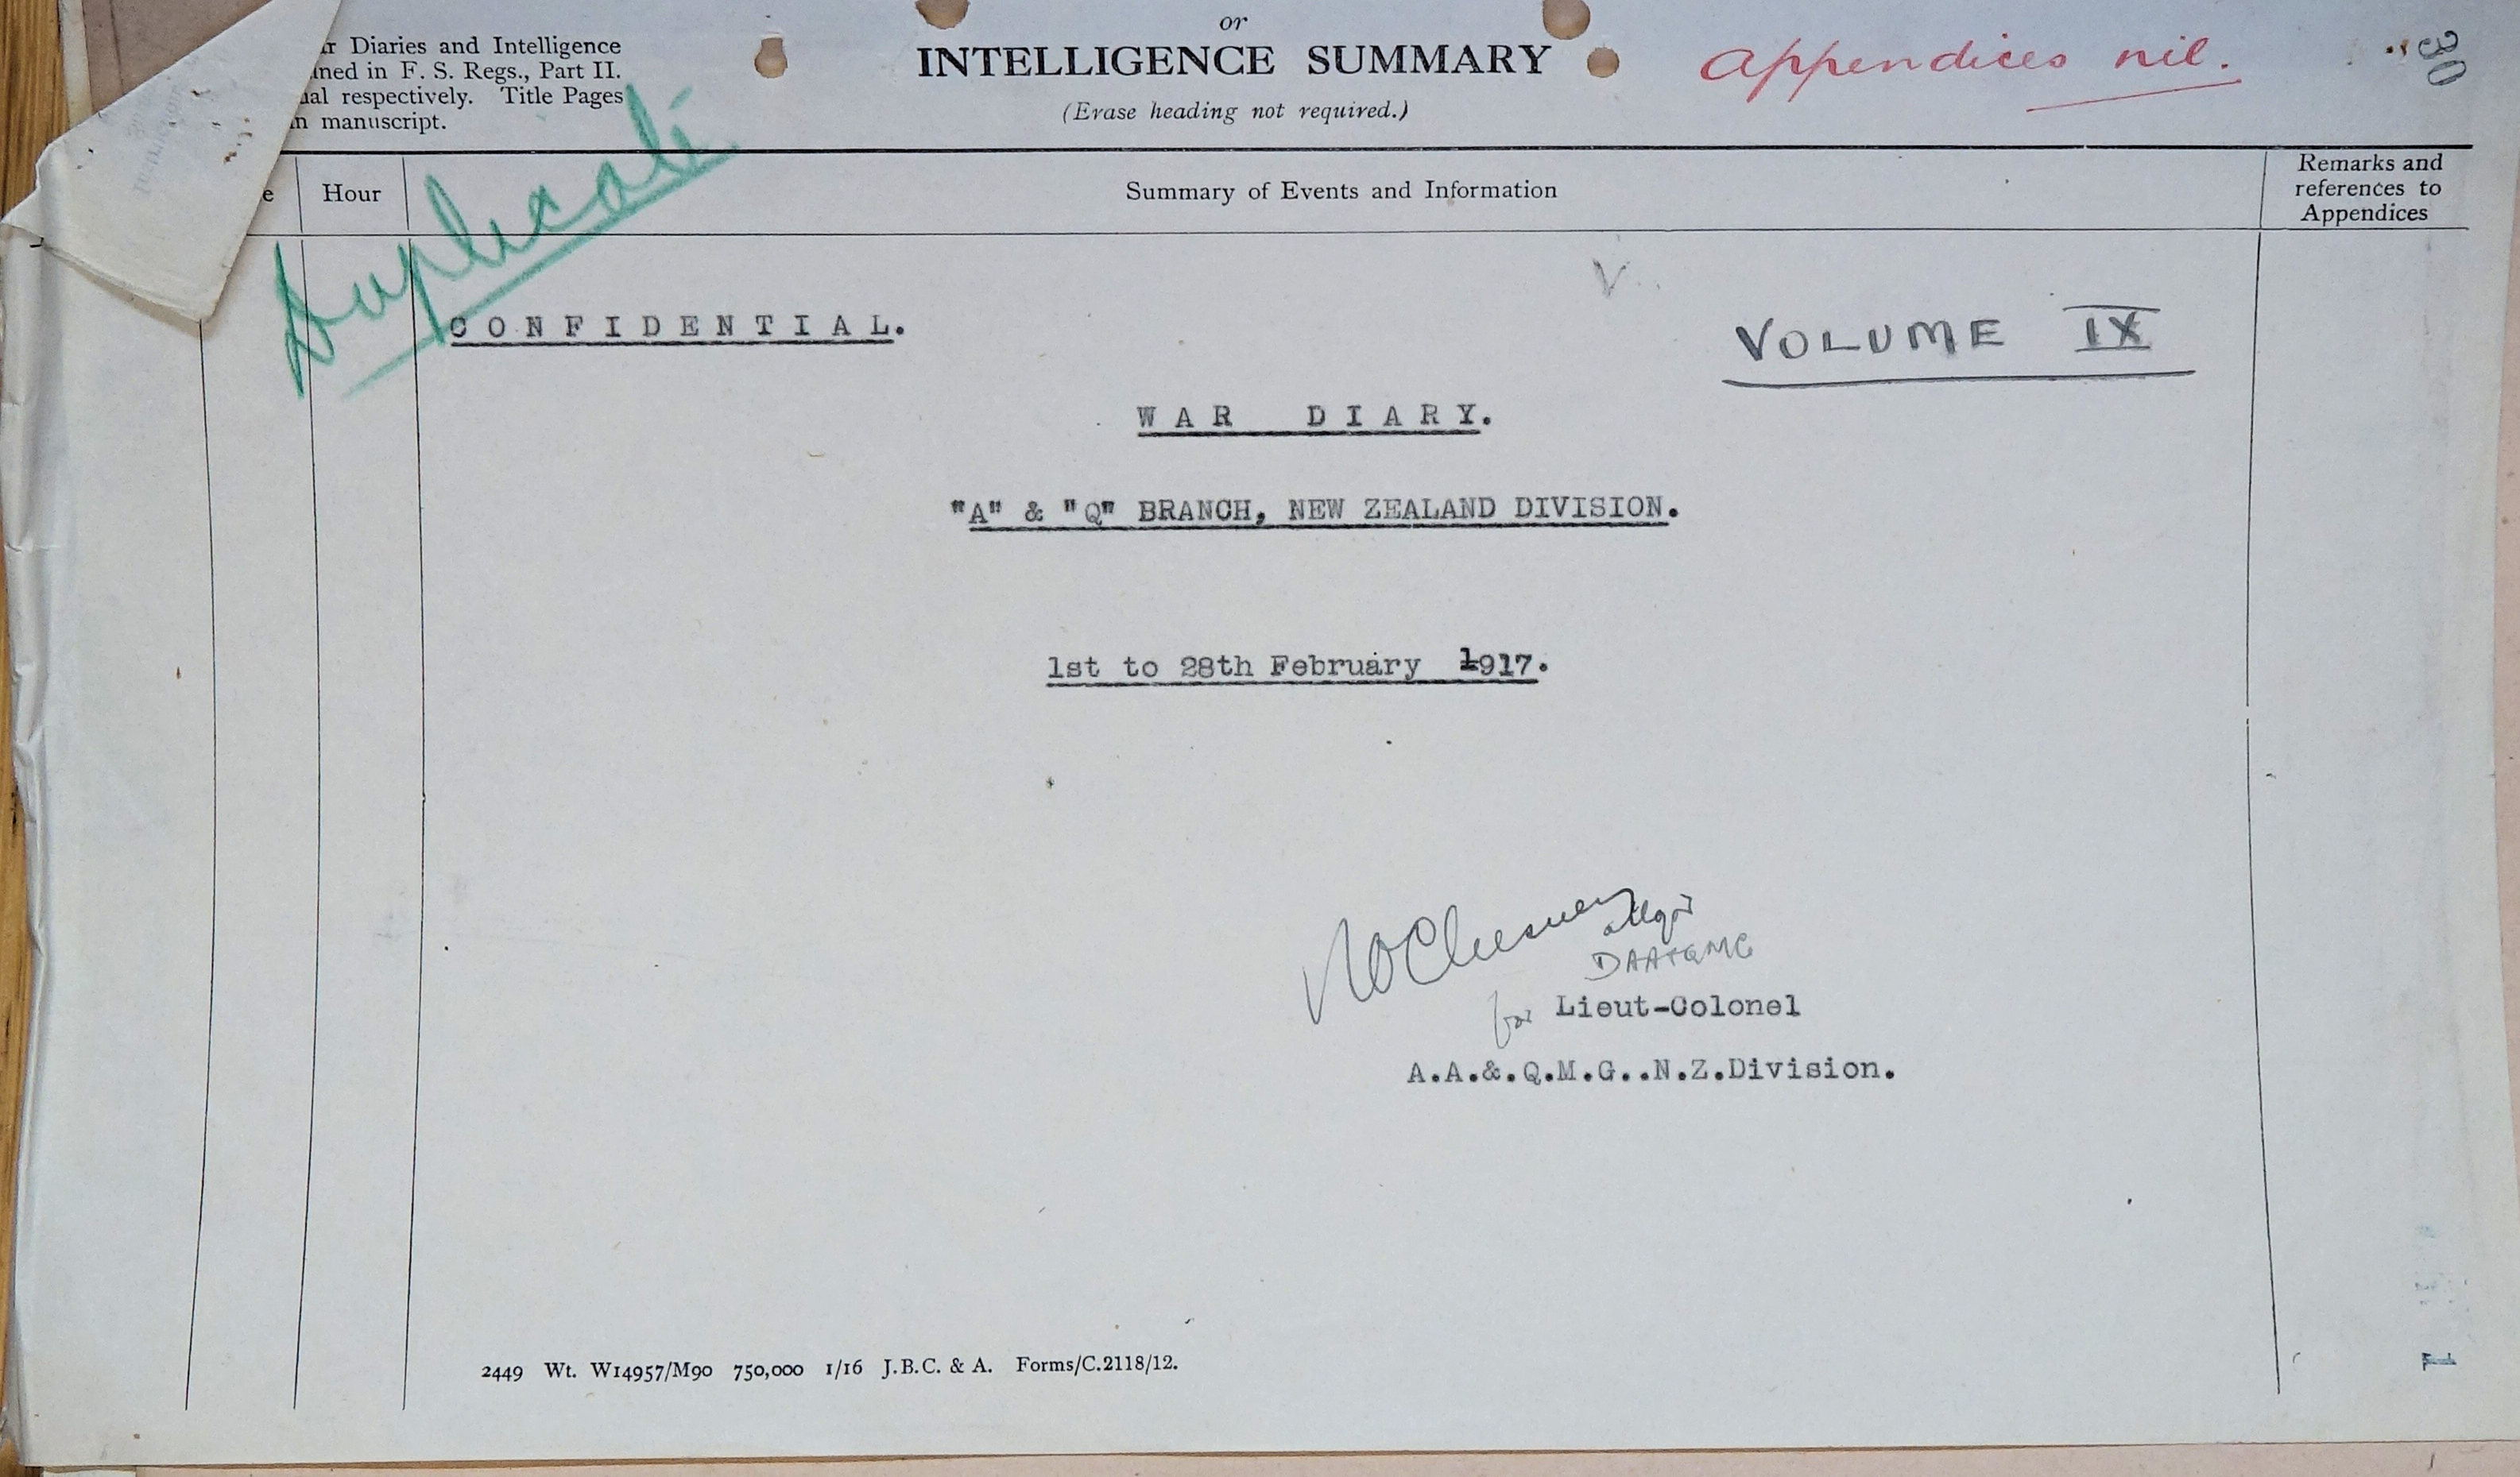 or
INTELLIGENCE SUMMARY
(Erase heading not required.)
Diaries and Intelligence
in F. S. Regs., Part II.
respectively. Title Pages
manuscript.
Appendices nil.
30
Hour
Summary of Events and Information
Remarks and
references to
Appendices
Duplicate
CONFIDENTIAL.
VOLUME IX
WAR DIARY.
"A" & "Q" BRANCH, NEW ZEALAND DIVISION.
1st to 28th February 1917.
Major
DAA&QMG
for Lieut-Colonel
A.A.&.Q.M.G..N.Z.Division.
2449 Wt. W14957/M90 750,000 1/16 J.B.C. & A. Forms/C.2118/12.
1